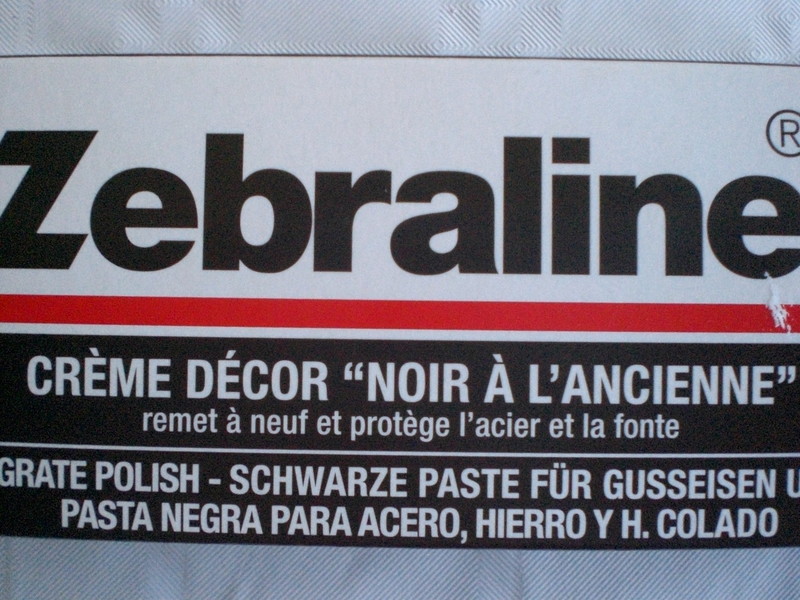 Zebraline ®
CRÈME DÉCOR “NOIR À L’ANCIENNE”
remet à neuf et protège l’acier et la fonte
GRATE POLISH - SCHWARZE PASTE FÜR GUSSEISEN
PASTA NEGRA PARA ACERO, HIERRO Y H. COLADO